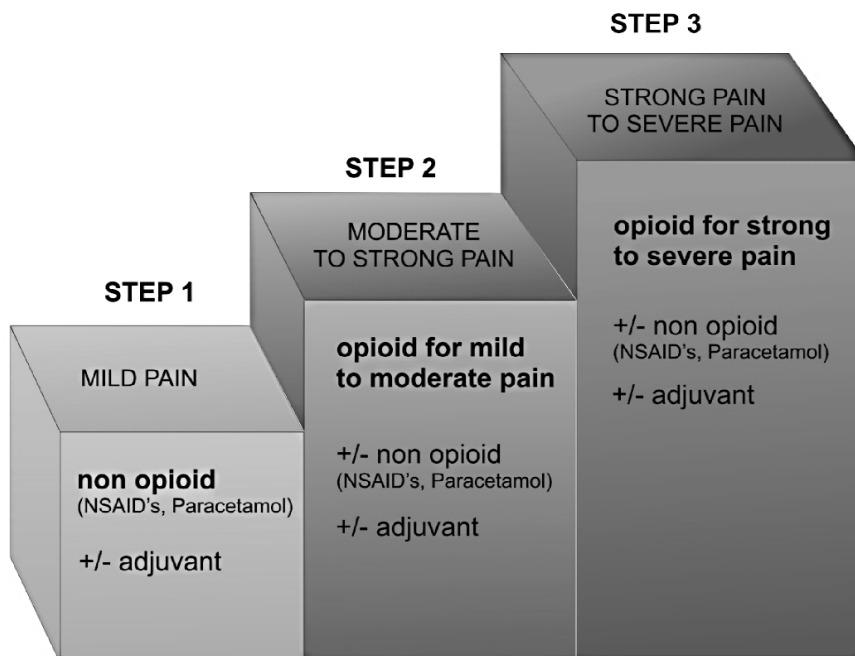 STEP 1
MILD PAIN
non opioid
(NSAID's, Paracetamol)
+/- adjuvant
STEP 2
MODERATE
TO STRONG PAIN
opioid for mild
to moderate pain
+/- non opioid
(NSAID's, Paracetamol)
+/- adjuvant
STEP 3
STRONG PAIN
TO SEVERE PAIN
opioid for strong
to severe pain
+/- non opioid
(NSAID's, Paracetamol)
+/- adjuvant